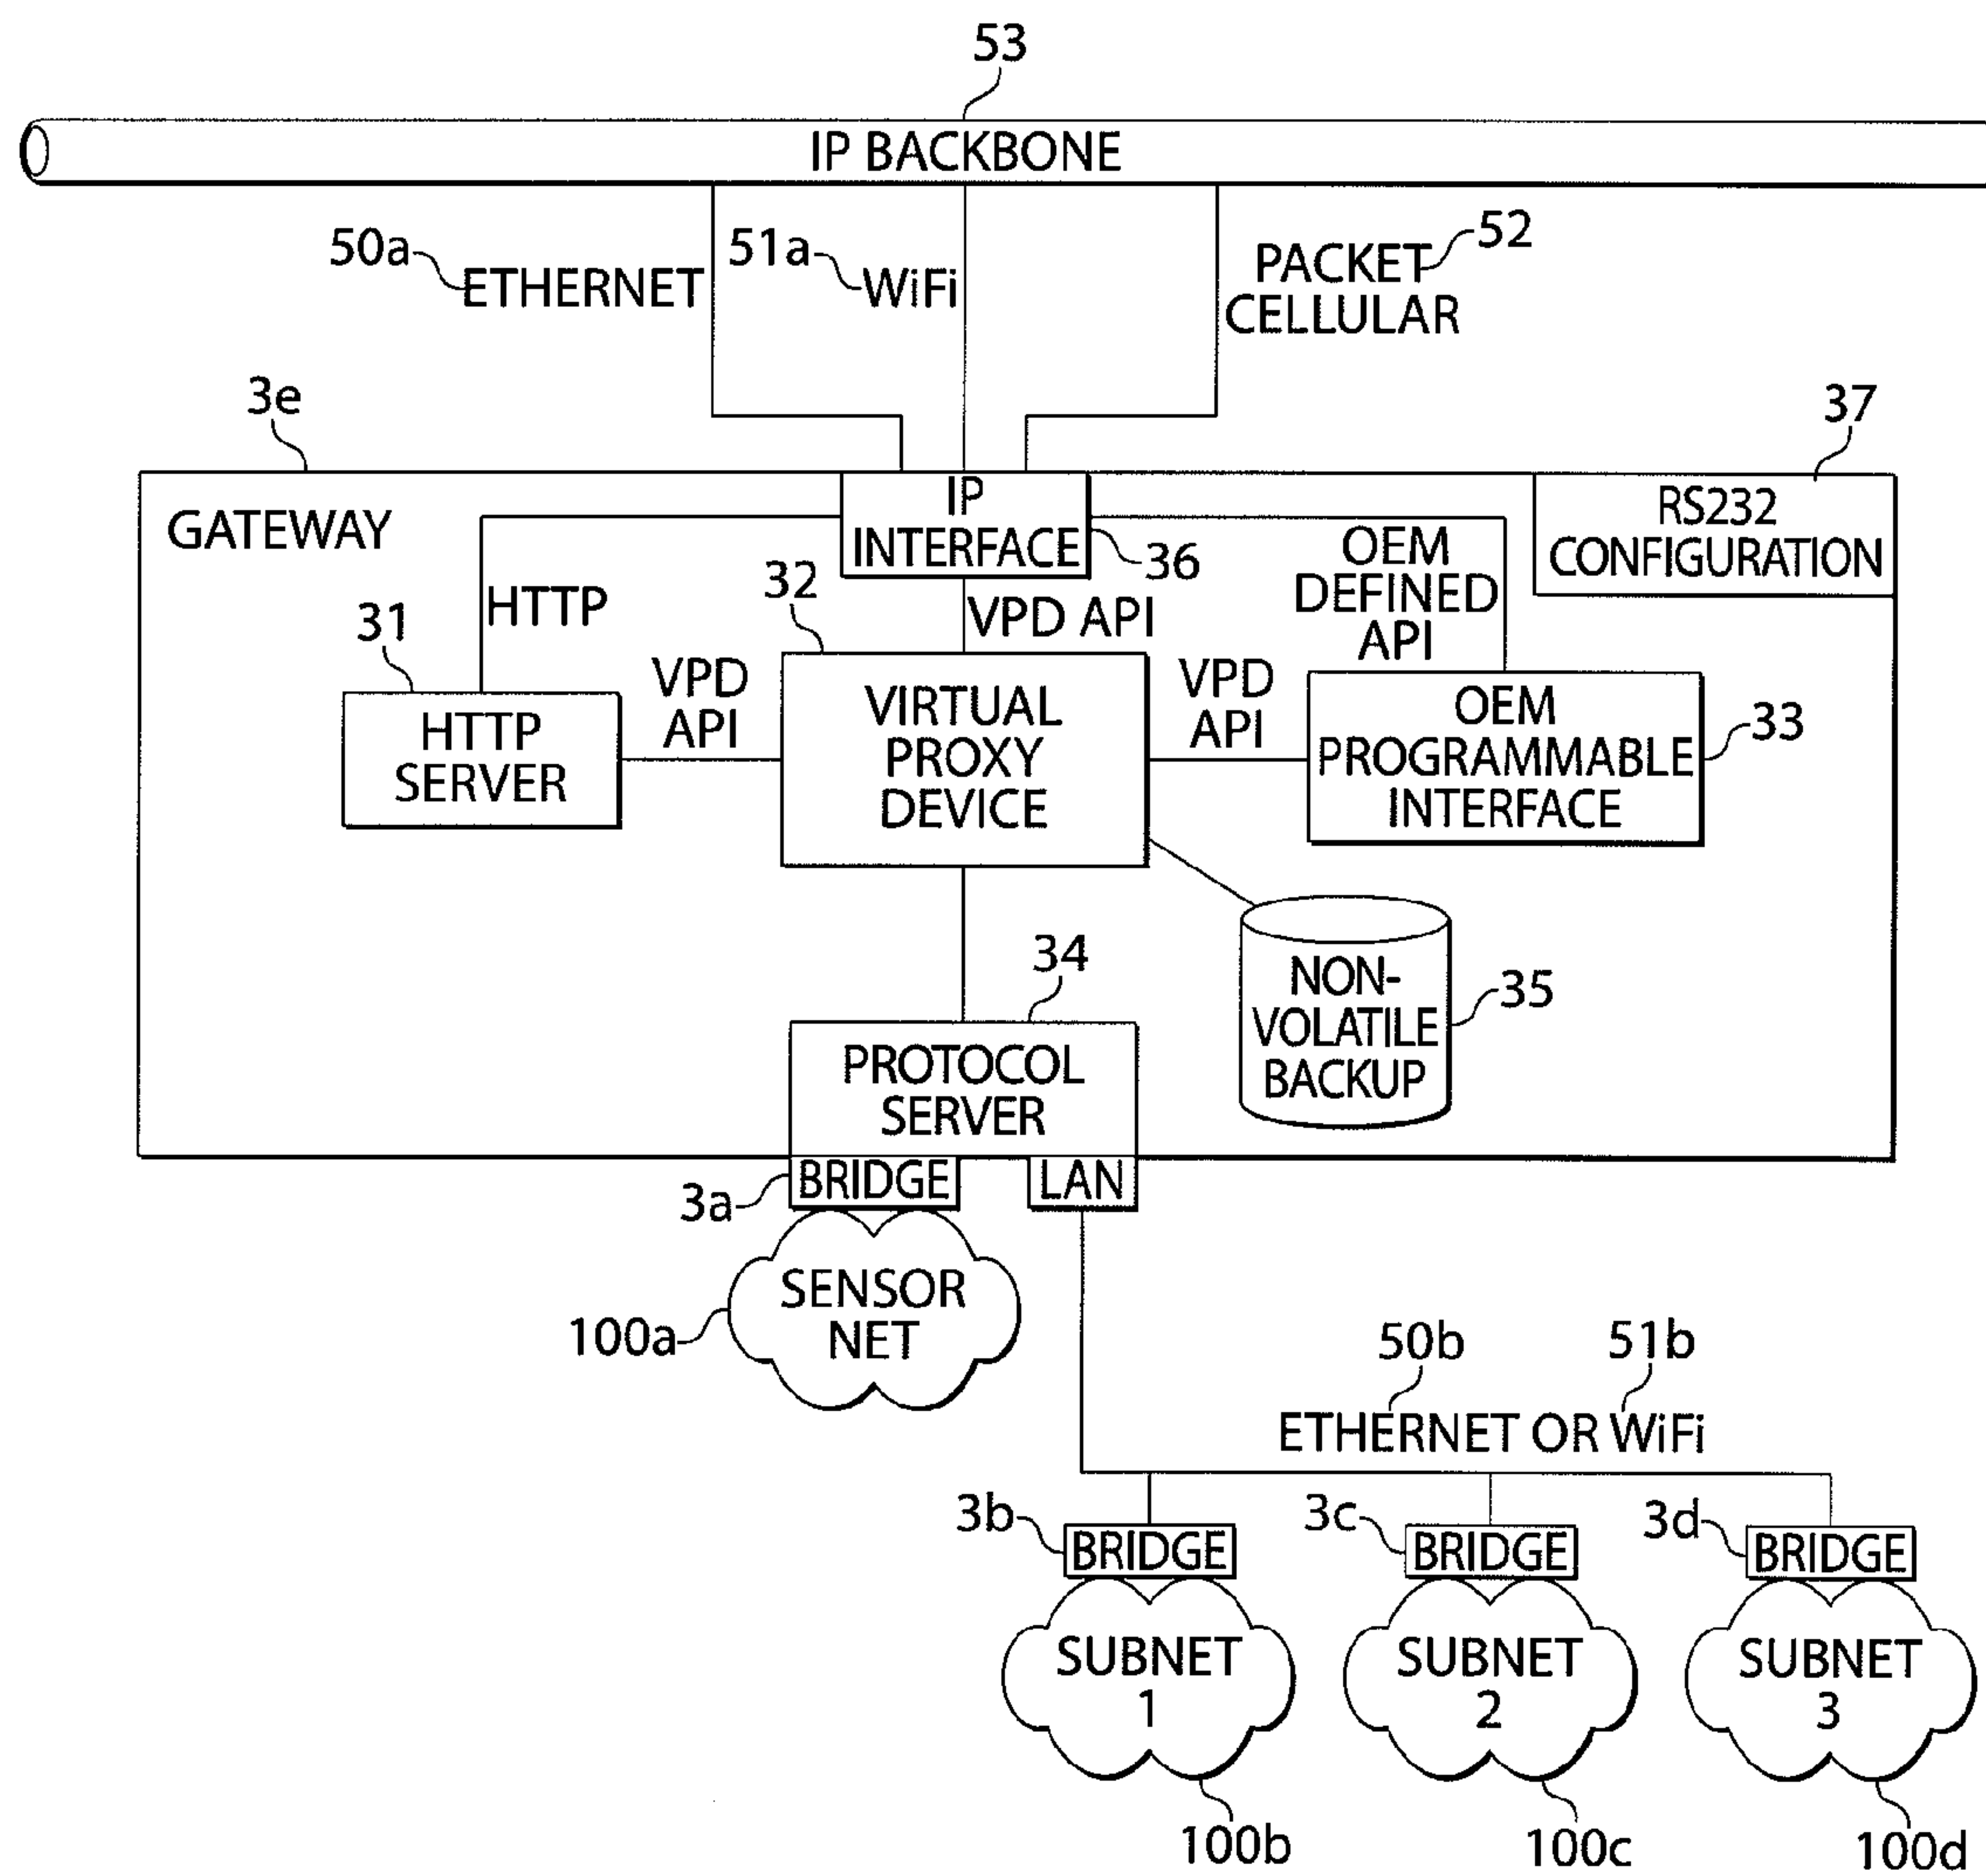 53
IP BACKBONE
50a
ETHERNET
51a
WiFi
PACKET
CELLULAR
52
3e
37
GATEWAY
IP
INTERFACE
36
RS232
CONFIGURATION
HTTP
32
VPD API
OEM
DEFINED
API
31
HTTP
SERVER
VPD
API
VIRTUAL
PROXY
DEVICE
VPD
API
OEM
PROGRAMMABLE
INTERFACE
33
34
PROTOCOL
SERVER
NON-
VOLATILE
BACKUP
35
3a
BRIDGE
LAN
100a
SENSOR
NET
50b
51b
ETHERNET OR WiFi
3b
BRIDGE
3c
BRIDGE
3d
BRIDGE
SUBNET
1
SUBNET
2
SUBNET
3
100b
100c
100d